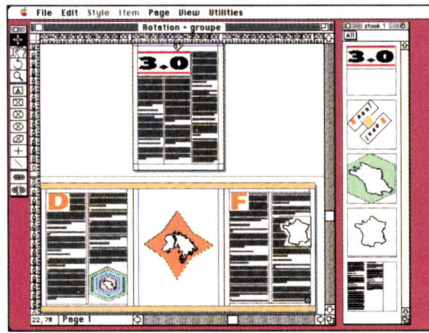 File Edit Style Item Page View Utilities
Rotation - groupe
stock 1
All
3.0
3.0
D
F
22,7% Page 1